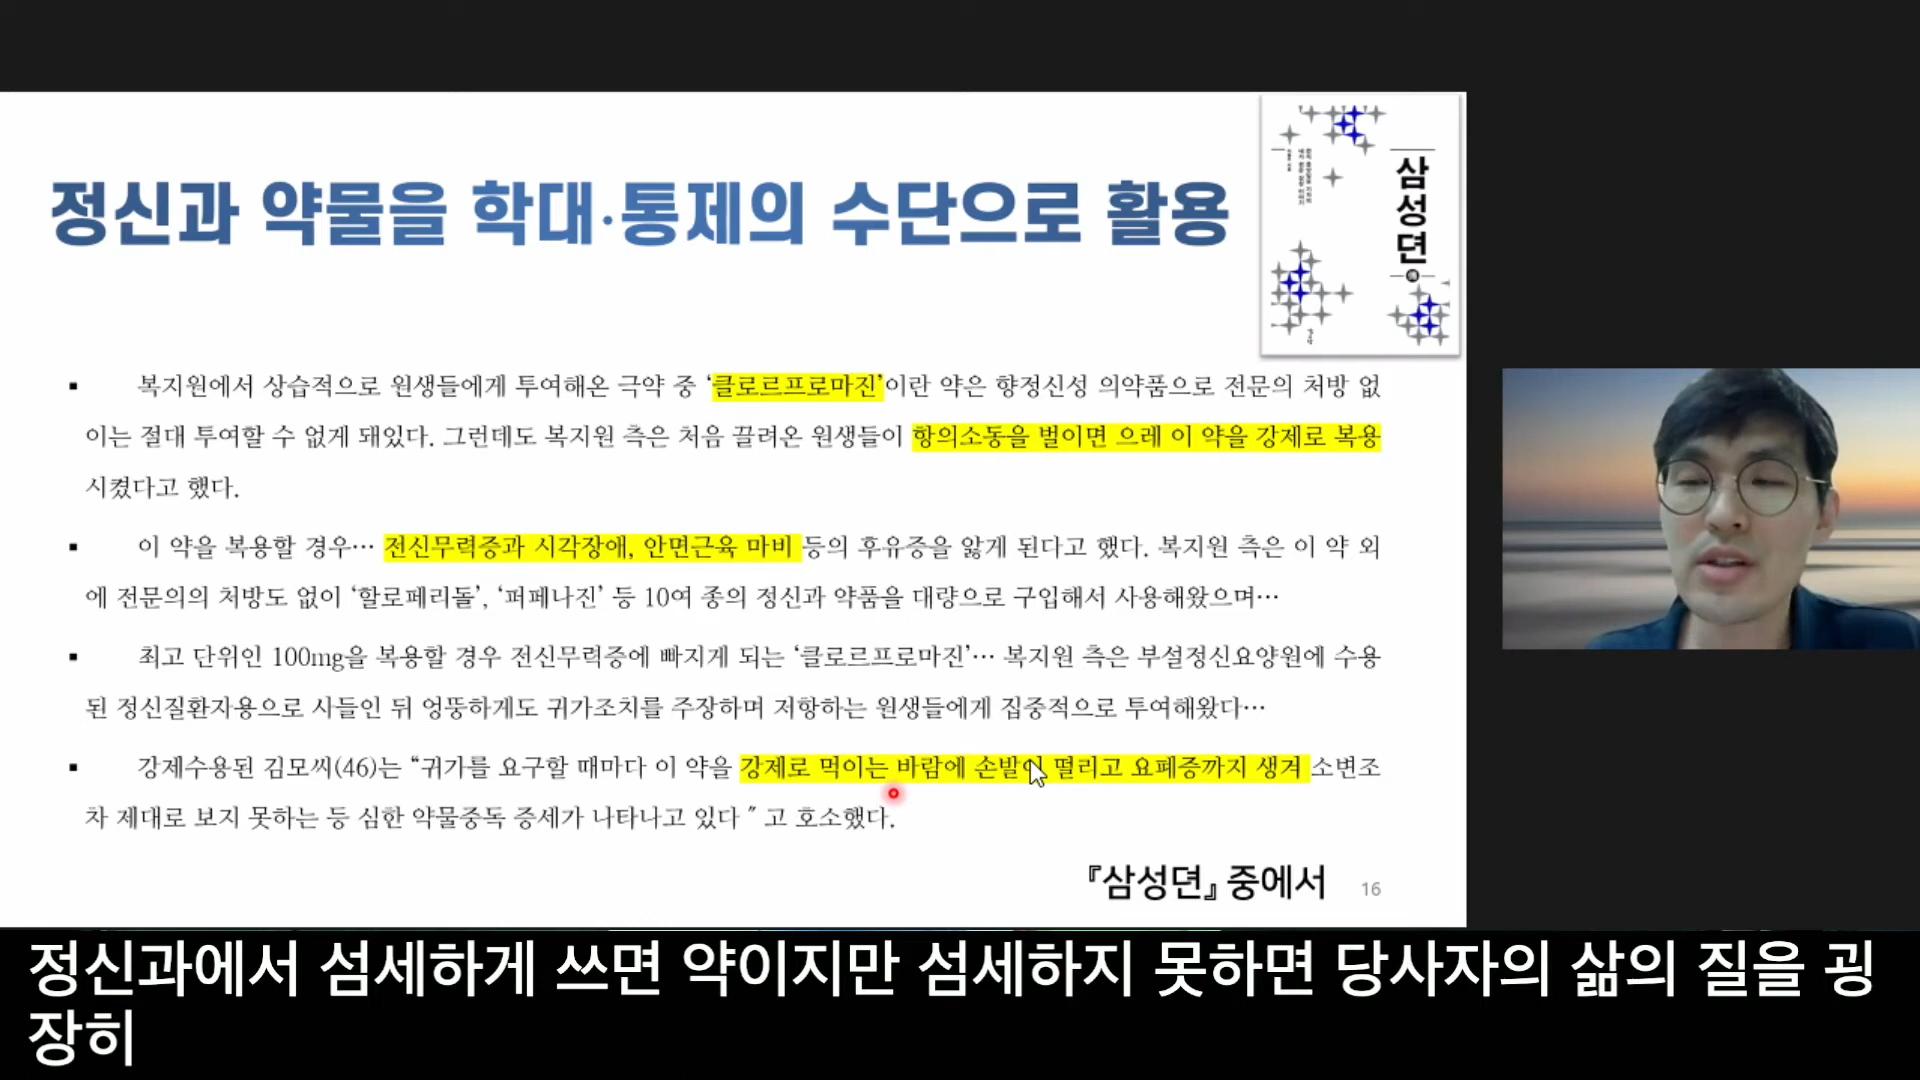 정신과 약물을 학대·통제의 수단으로 활용
삼성뎐
복지원에서 상습적으로 원생들에게 투여해온 극약 중 ‘클로르프로마진’이란 약은 향정신성 의약품으로 전문의 처방 없
이는 절대 투여할 수 없게 돼있다. 그런데도 복지원 측은 처음 끌려온 원생들이 항의소동을 벌이면 으레 이 약을 강제로 복용
시켰다고 했다.
이 약을 복용할 경우… 전신무력증과 시각장애, 안면근육 마비 등의 후유증을 앓게 된다고 했다. 복지원 측은 이 약 외
에 전문의의 처방도 없이 ‘할로페리돌’, ‘퍼페나진’ 등 10여 종의 정신과 약품을 대량으로 구입해서 사용해왔으며…
최고 단위인 100mg을 복용할 경우 전신무력증에 빠지게 되는 ‘클로르프로마진’… 복지원 측은 부설정신요양원에 수용
된 정신질환자용으로 사들인 뒤 엉뚱하게도 귀가조치를 주장하며 저항하는 원생들에게 집중적으로 투여해왔다…
강제수용된 김모씨(46)는 “귀가를 요구할 때마다 이 약을 강제로 먹이는 바람에 손발이 떨리고 요폐증까지 생겨 소변조
차 제대로 보지 못하는 등 심한 약물중독 증세가 나타나고 있다＂고 호소했다.
『삼성뎐』 중에서
16
정신과에서 섬세하게 쓰면 약이지만 섬세하지 못하면 당사자의 삶의 질을 굉
장히